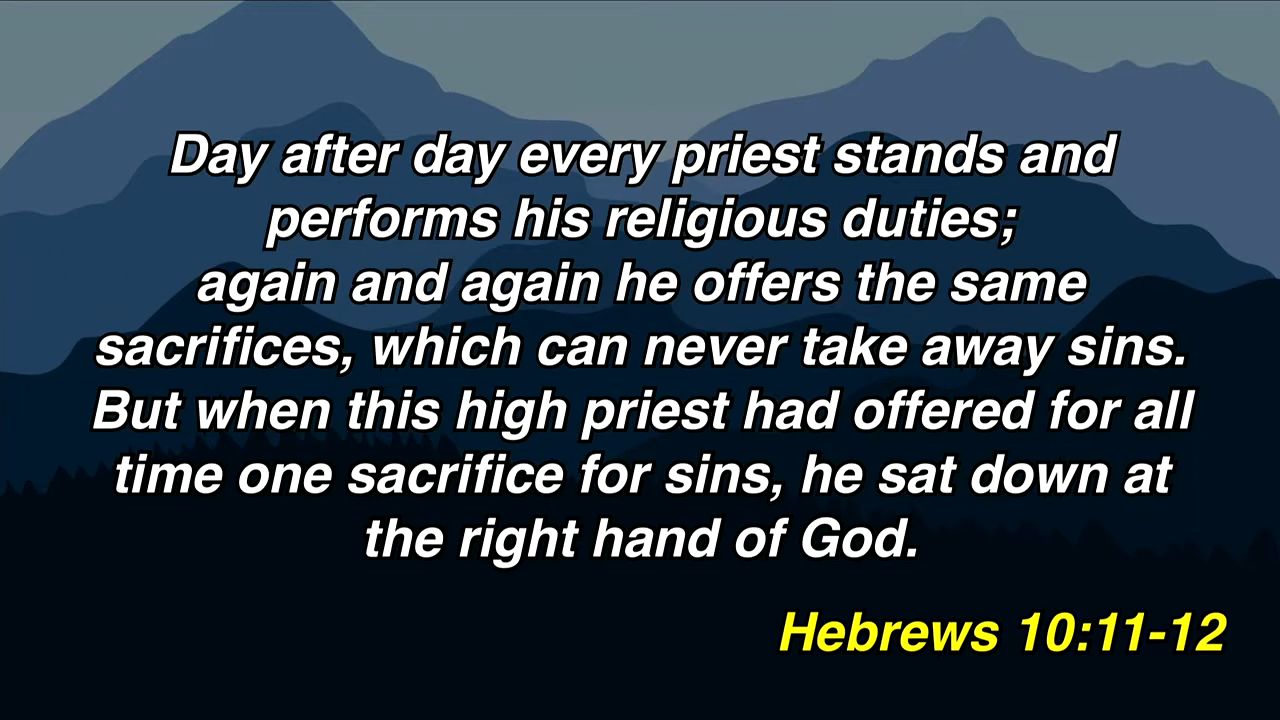 Day after day every priest stands and
performs his religious duties;
again and again he offers the same
sacrifices, which can never take away sins.
But when this high priest had offered for all
time one sacrifice for sins, he sat down at
the right hand of God.
Hebrews 10:11-12